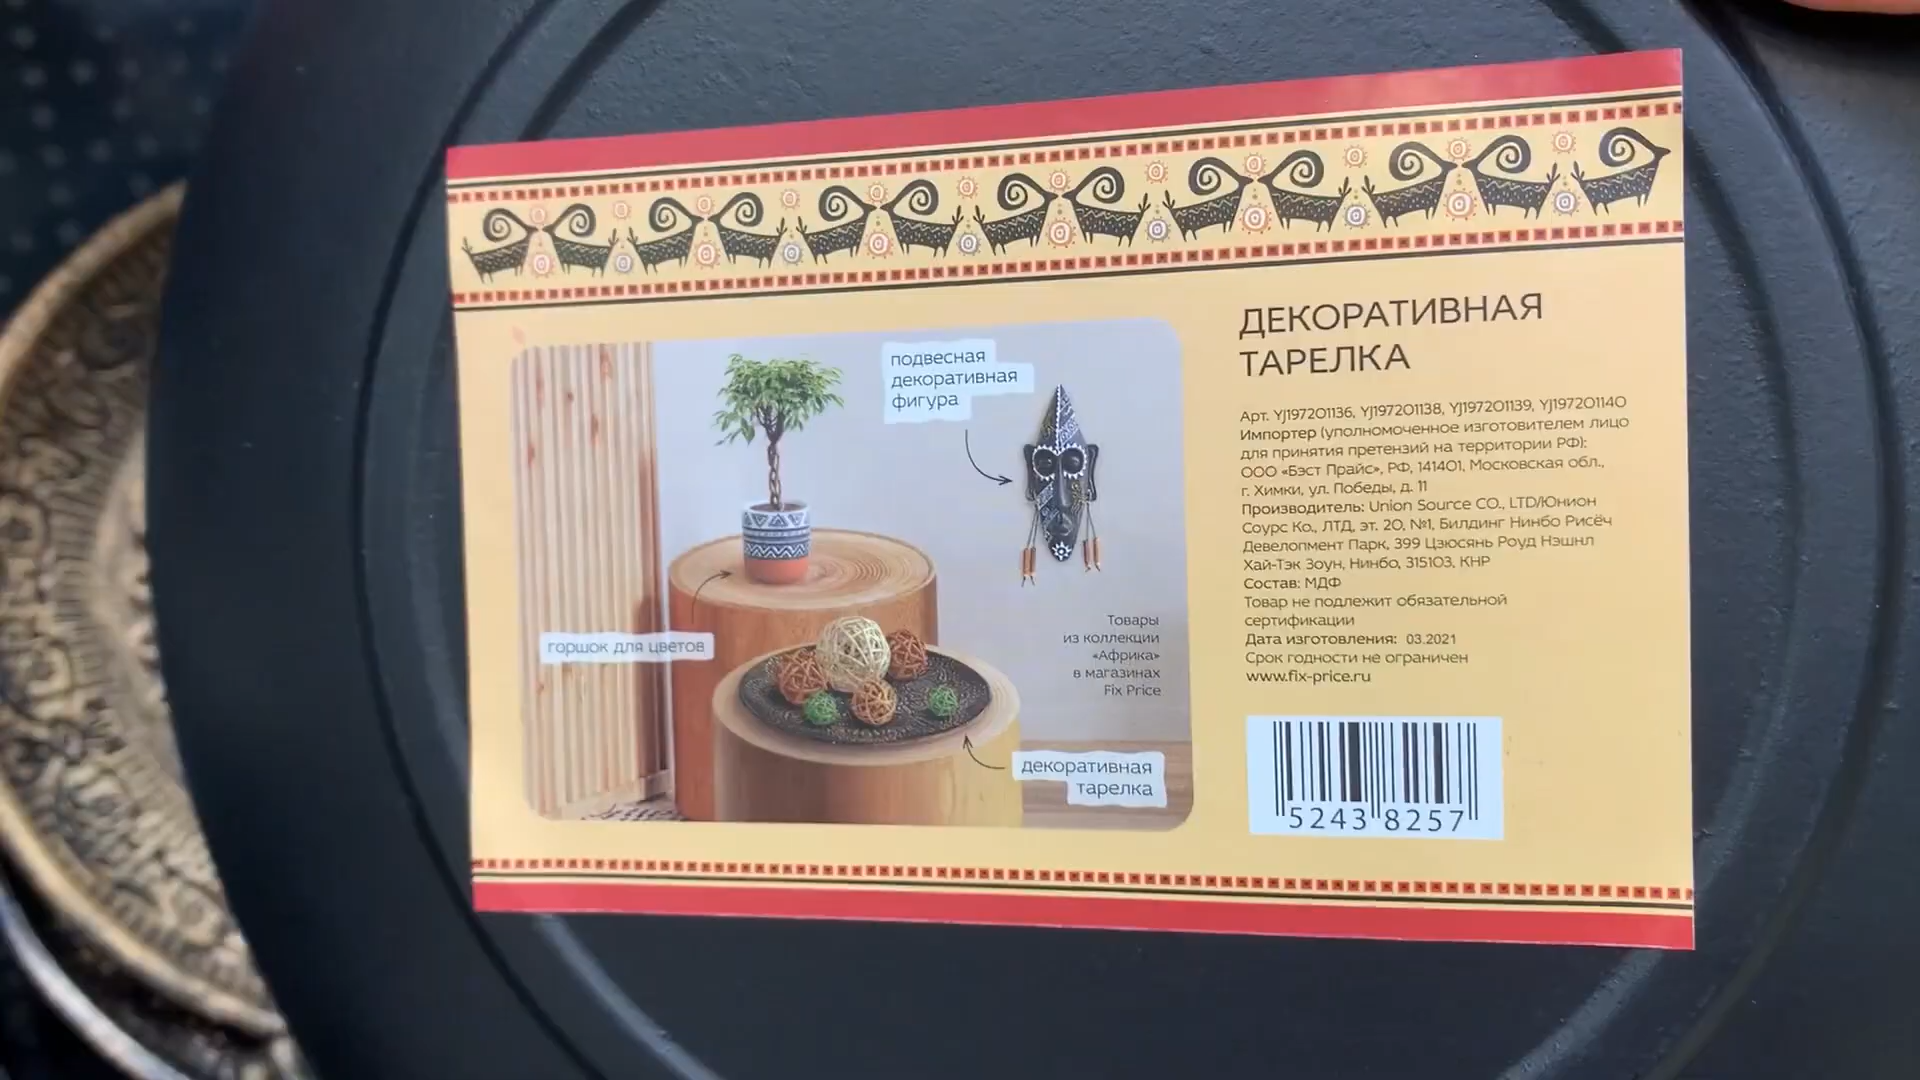 подвесная
декоративная
фигура
горшок для цветов
Товары
из коллекции
«Африка»
в магазинах
Fix Price
декоративная
тарелка
ДЕКОРАТИВНАЯ
ТАРЕЛКА
Арт. YJ197201136, YJ197201138, YJ197201139, YJ197201140
Импортер (уполномоченное изготовителем лицо
для принятия претензий на территории РФ):
ООО «Бэст Прайс», РФ, 141401, Московская обл.,
г. Химки, ул. Победы, д. 11
Производитель: Union Source CO., LTD/Юнион
Соурс Ко., ЛТД, эт. 20, №1, Билдинг Нинбо Рисёч
Девелопмент Парк, 399 Цзюсянь Роуд Нэшнл
Хай-Тэк Зоун, Нинбо, 315103, КНР
Состав: МДФ
Товар не подлежит обязательной
сертификации
Дата изготовления: 03.2021
Срок годности не ограничен
www.fix-price.ru
5243 8257